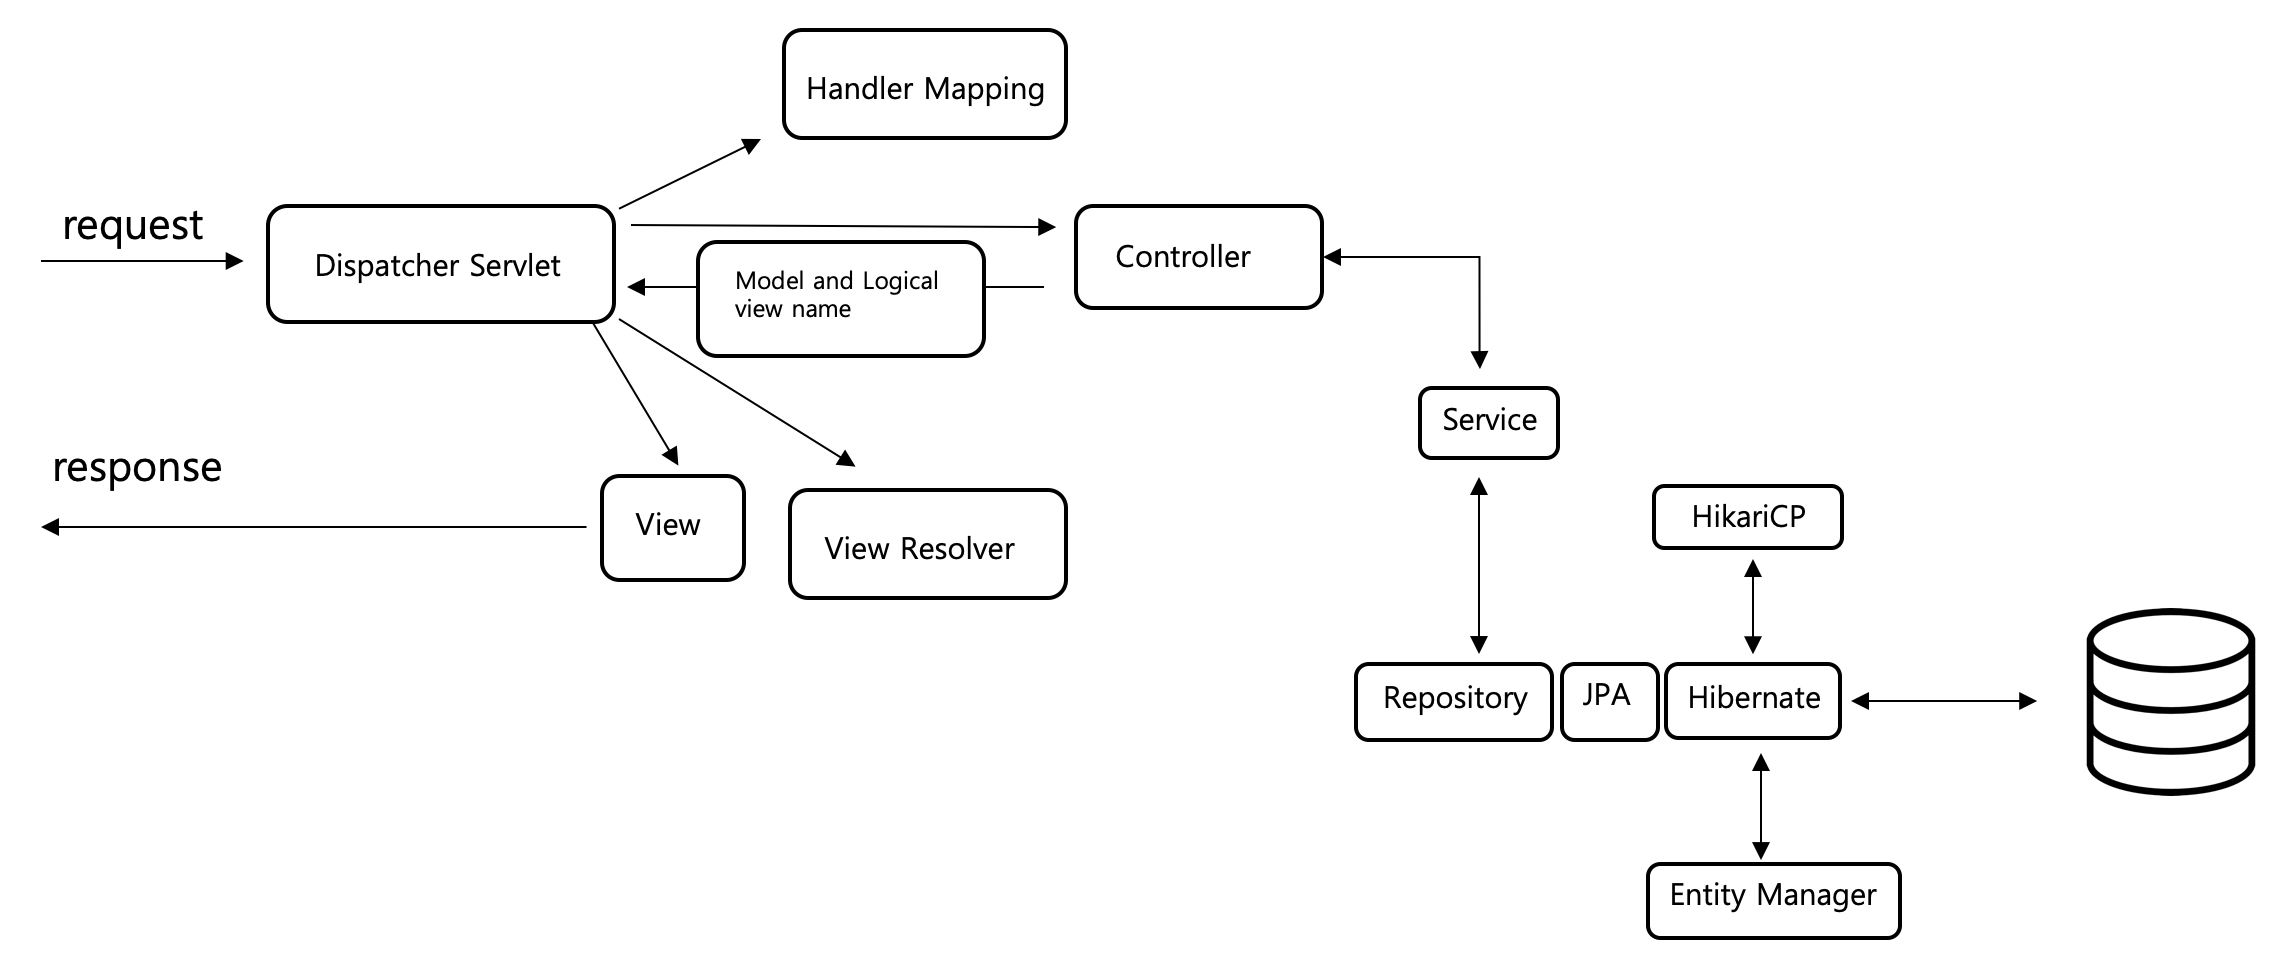 Handler Mapping
request
Dispatcher Servlet
Controller
Model and Logical
view name
Service
response
View
View Resolver
HikariCP
Repository
JPA
Hibernate
Entity Manager